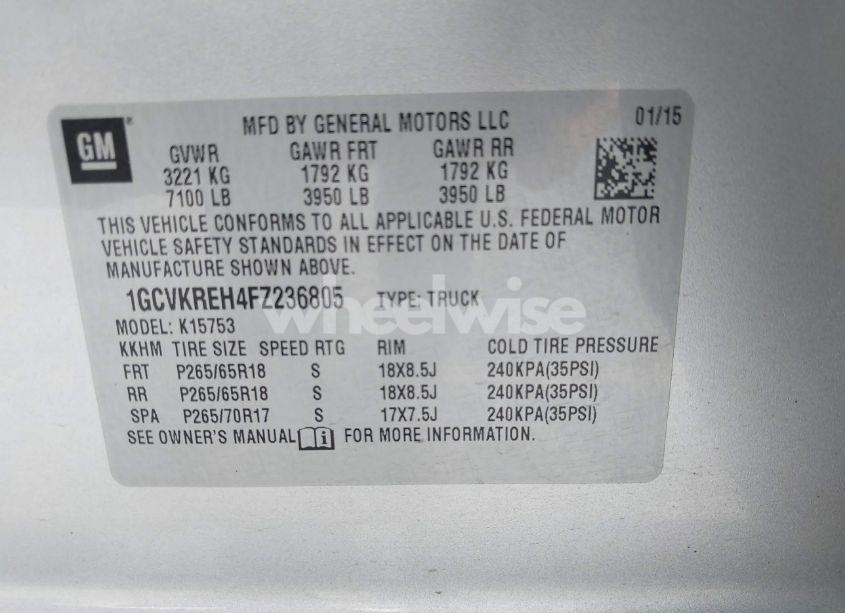 GM
MFD BY GENERAL MOTORS LLC 01/15
GVWR GAWR FRT GAWR RR
3221 KG 1792 KG 1792 KG
7100 LB 3950 LB 3950 LB
THIS VEHICLE CONFORMS TO ALL APPLICABLE U.S. FEDERAL MOTOR
VEHICLE SAFETY STANDARDS IN EFFECT ON THE DATE OF
MANUFACTURE SHOWN ABOVE.
1GCVKREH4FZ236805 TYPE: TRUCK
wheelwise
MODEL: K15753
KKHM TIRE SIZE SPEED RTG RIM COLD TIRE PRESSURE
FRT P265/65R18 S 18X8.5J 240KPA(35PSI)
RR P265/65R18 S 18X8.5J 240KPA(35PSI)
SPA P265/70R17 S 17X7.5J 240KPA(35PSI)
SEE OWNER'S MANUAL FOR MORE INFORMATION.